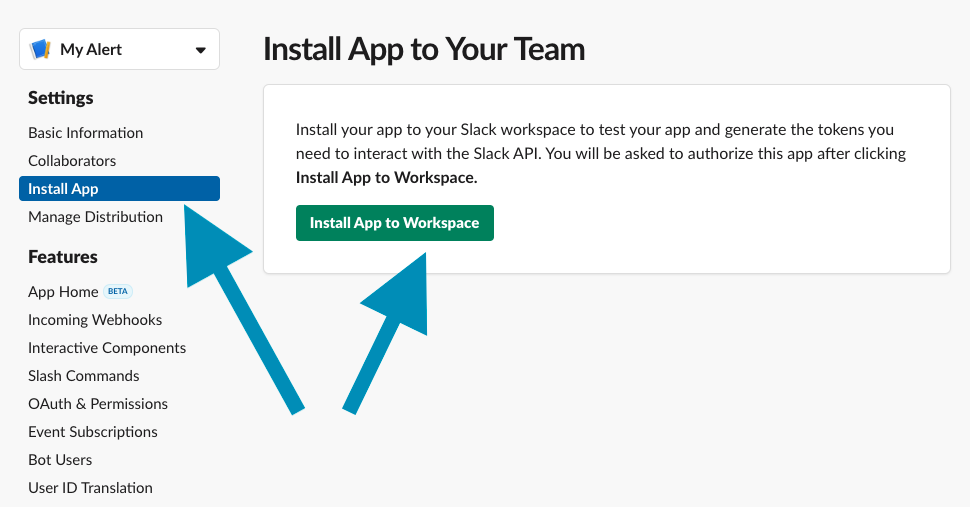 My Alert
Settings
Basic Information
Collaborators
Install App
Manage Distribution
Features
App Home BETA
Incoming Webhooks
Interactive Components
Slash Commands
OAuth & Permissions
Event Subscriptions
Bot Users
User ID Translation
Install App to Your Team
Install your app to your Slack workspace to test your app and generate the tokens you
need to interact with the Slack API. You will be asked to authorize this app after clicking
Install App to Workspace.
Install App to Workspace